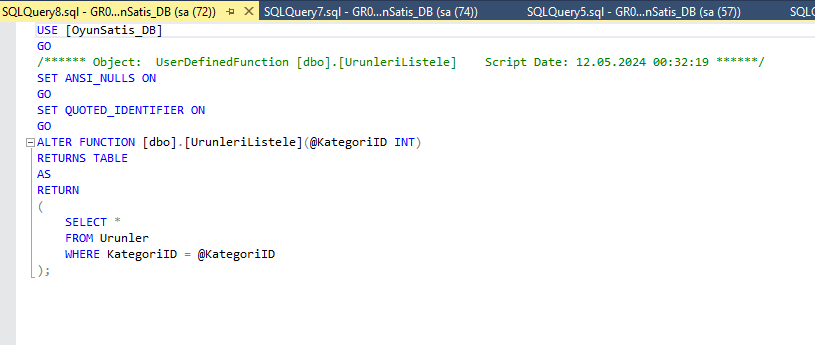 SQLQuery8.sql - GR0...nSatis_DB (sa (72)) SQLQuery7.sql - GR0...nSatis_DB (sa (74)) SQLQuery5.sql - GR0...nSatis_DB (sa (57)) SQLQ
USE [OyunSatis_DB]
GO
/****** Object:  UserDefinedFunction [dbo].[UrunleriListele]    Script Date: 12.05.2024 00:32:19 ******/
SET ANSI_NULLS ON
GO
SET QUOTED_IDENTIFIER ON
GO
ALTER FUNCTION [dbo].[UrunleriListele](@KategoriID INT)
RETURNS TABLE
AS
RETURN
(
    SELECT *
    FROM Urunler
    WHERE KategoriID = @KategoriID
);